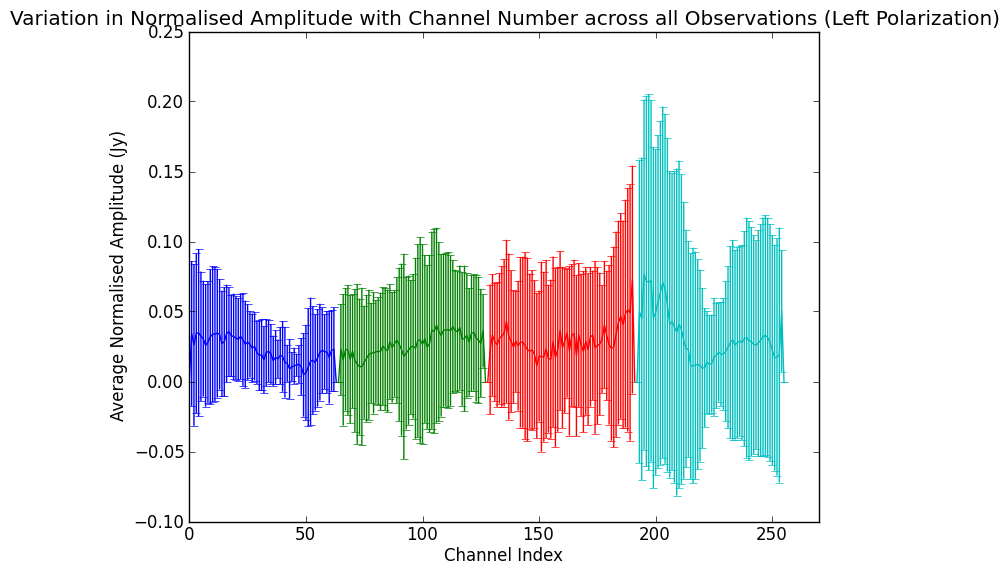 Variation in Normalised Amplitude with Channel Number across all Observations (Left Polarization)
0.25
0.20
0.15
0.10
0.05
0.00
−0.05
−0.10
Average Normalised Amplitude (Jy)
0 50 100 150 200 250
Channel Index